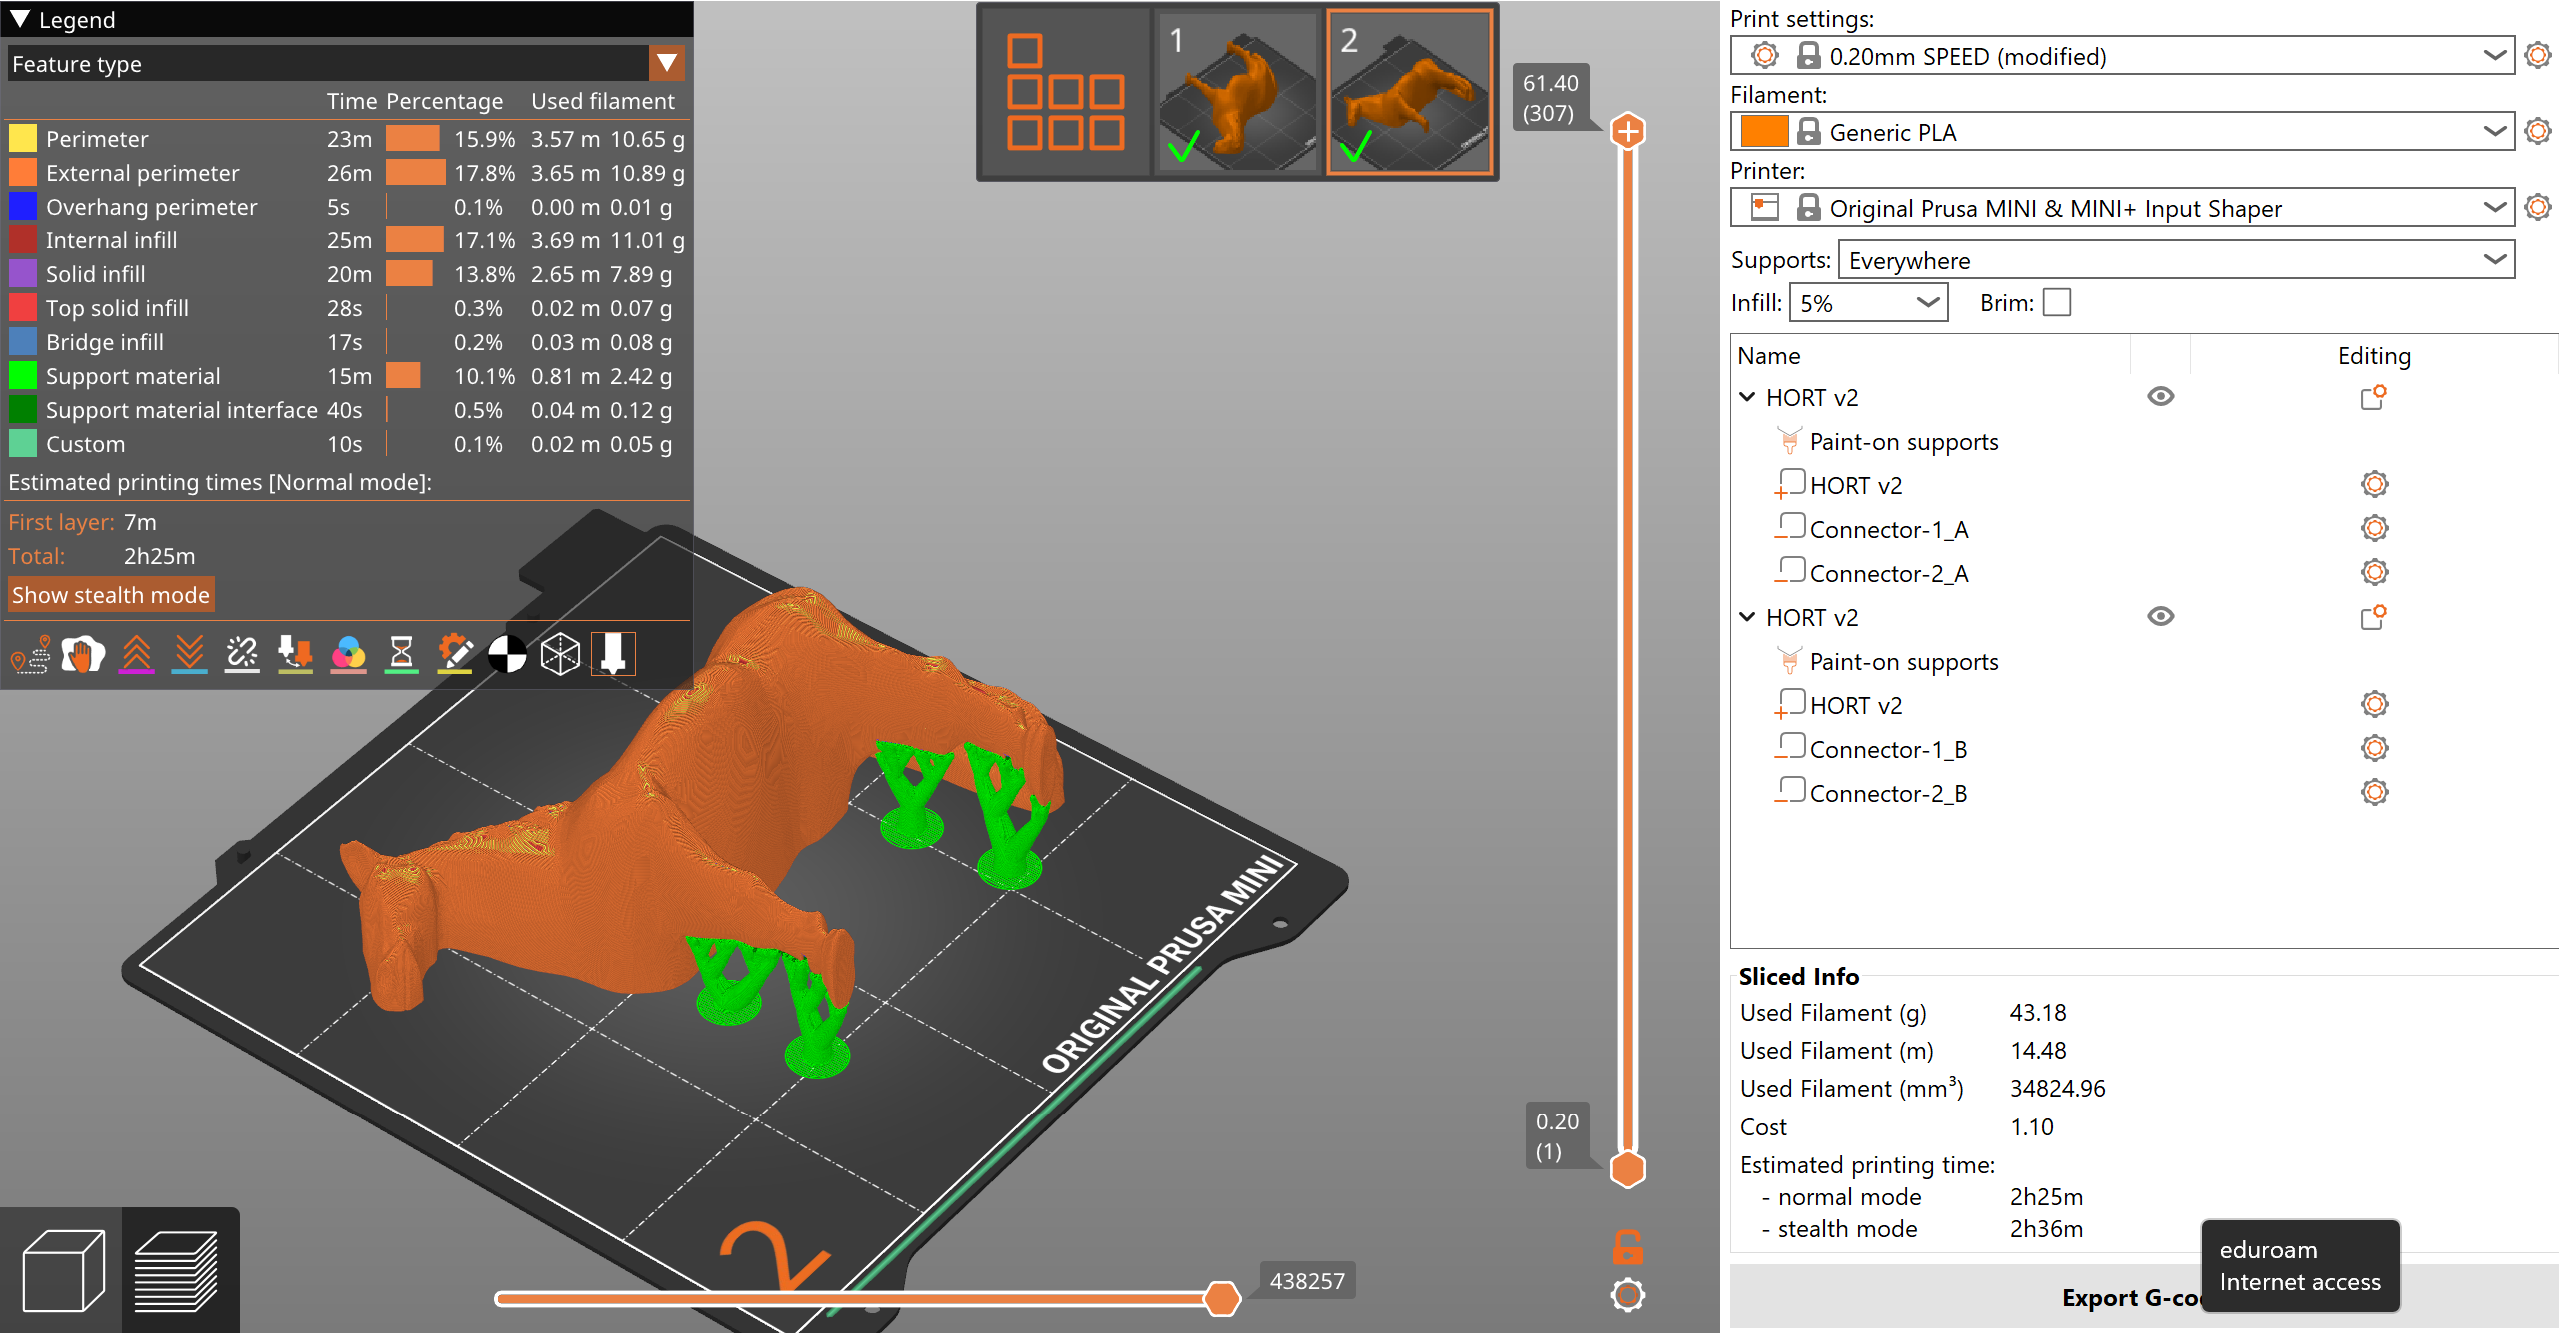 Legend
Feature type
Time Percentage Used filament
Perimeter 23m 15.9% 3.57 m 10.65 g
External perimeter 26m 17.8% 3.65 m 10.89 g
Overhang perimeter 5s 0.1% 0.00 m 0.01 g
Internal infill 25m 17.1% 3.69 m 11.01 g
Solid infill 20m 13.8% 2.65 m 7.89 g
Top solid infill 28s 0.3% 0.02 m 0.07 g
Bridge infill 17s 0.2% 0.03 m 0.08 g
Support material 15m 10.1% 0.81 m 2.42 g
Support material interface 40s 0.5% 0.04 m 0.12 g
Custom 10s 0.1% 0.02 m 0.05 g
Estimated printing times [Normal mode]:
First layer: 7m
Total: 2h25m
Show stealth mode
1
2
61.40
(307)
ORIGINAL PRUSA MINI
2
0.20
(1)
438257
Print settings:
0.20mm SPEED (modified)
Filament:
Generic PLA
Printer:
Original Prusa MINI & MINI+ Input Shaper
Supports: Everywhere
Infill: 5% Brim:
Name Editing
HORT v2
Paint-on supports
HORT v2
Connector-1_A
Connector-2_A
HORT v2
Paint-on supports
HORT v2
Connector-1_B
Connector-2_B
Sliced Info
Used Filament (g) 43.18
Used Filament (m) 14.48
Used Filament (mm³) 34824.96
Cost 1.10
Estimated printing time:
- normal mode 2h25m
- stealth mode 2h36m
eduroam
Internet access
Export G-co